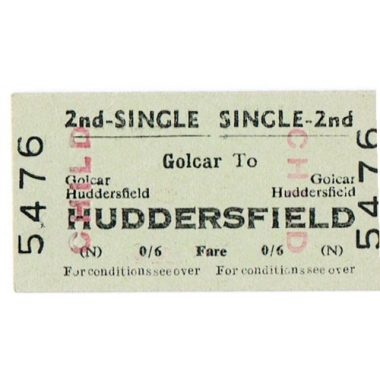 2nd-SINGLE SINGLE-2nd
Golcar To
Golcar Golcar
Huddersfield Huddersfield
HUDDERSFIELD
(N) 0/6 Fare 0/6 (N)
For conditions see over For conditions see over
5476
5476
CHILD
CHILD